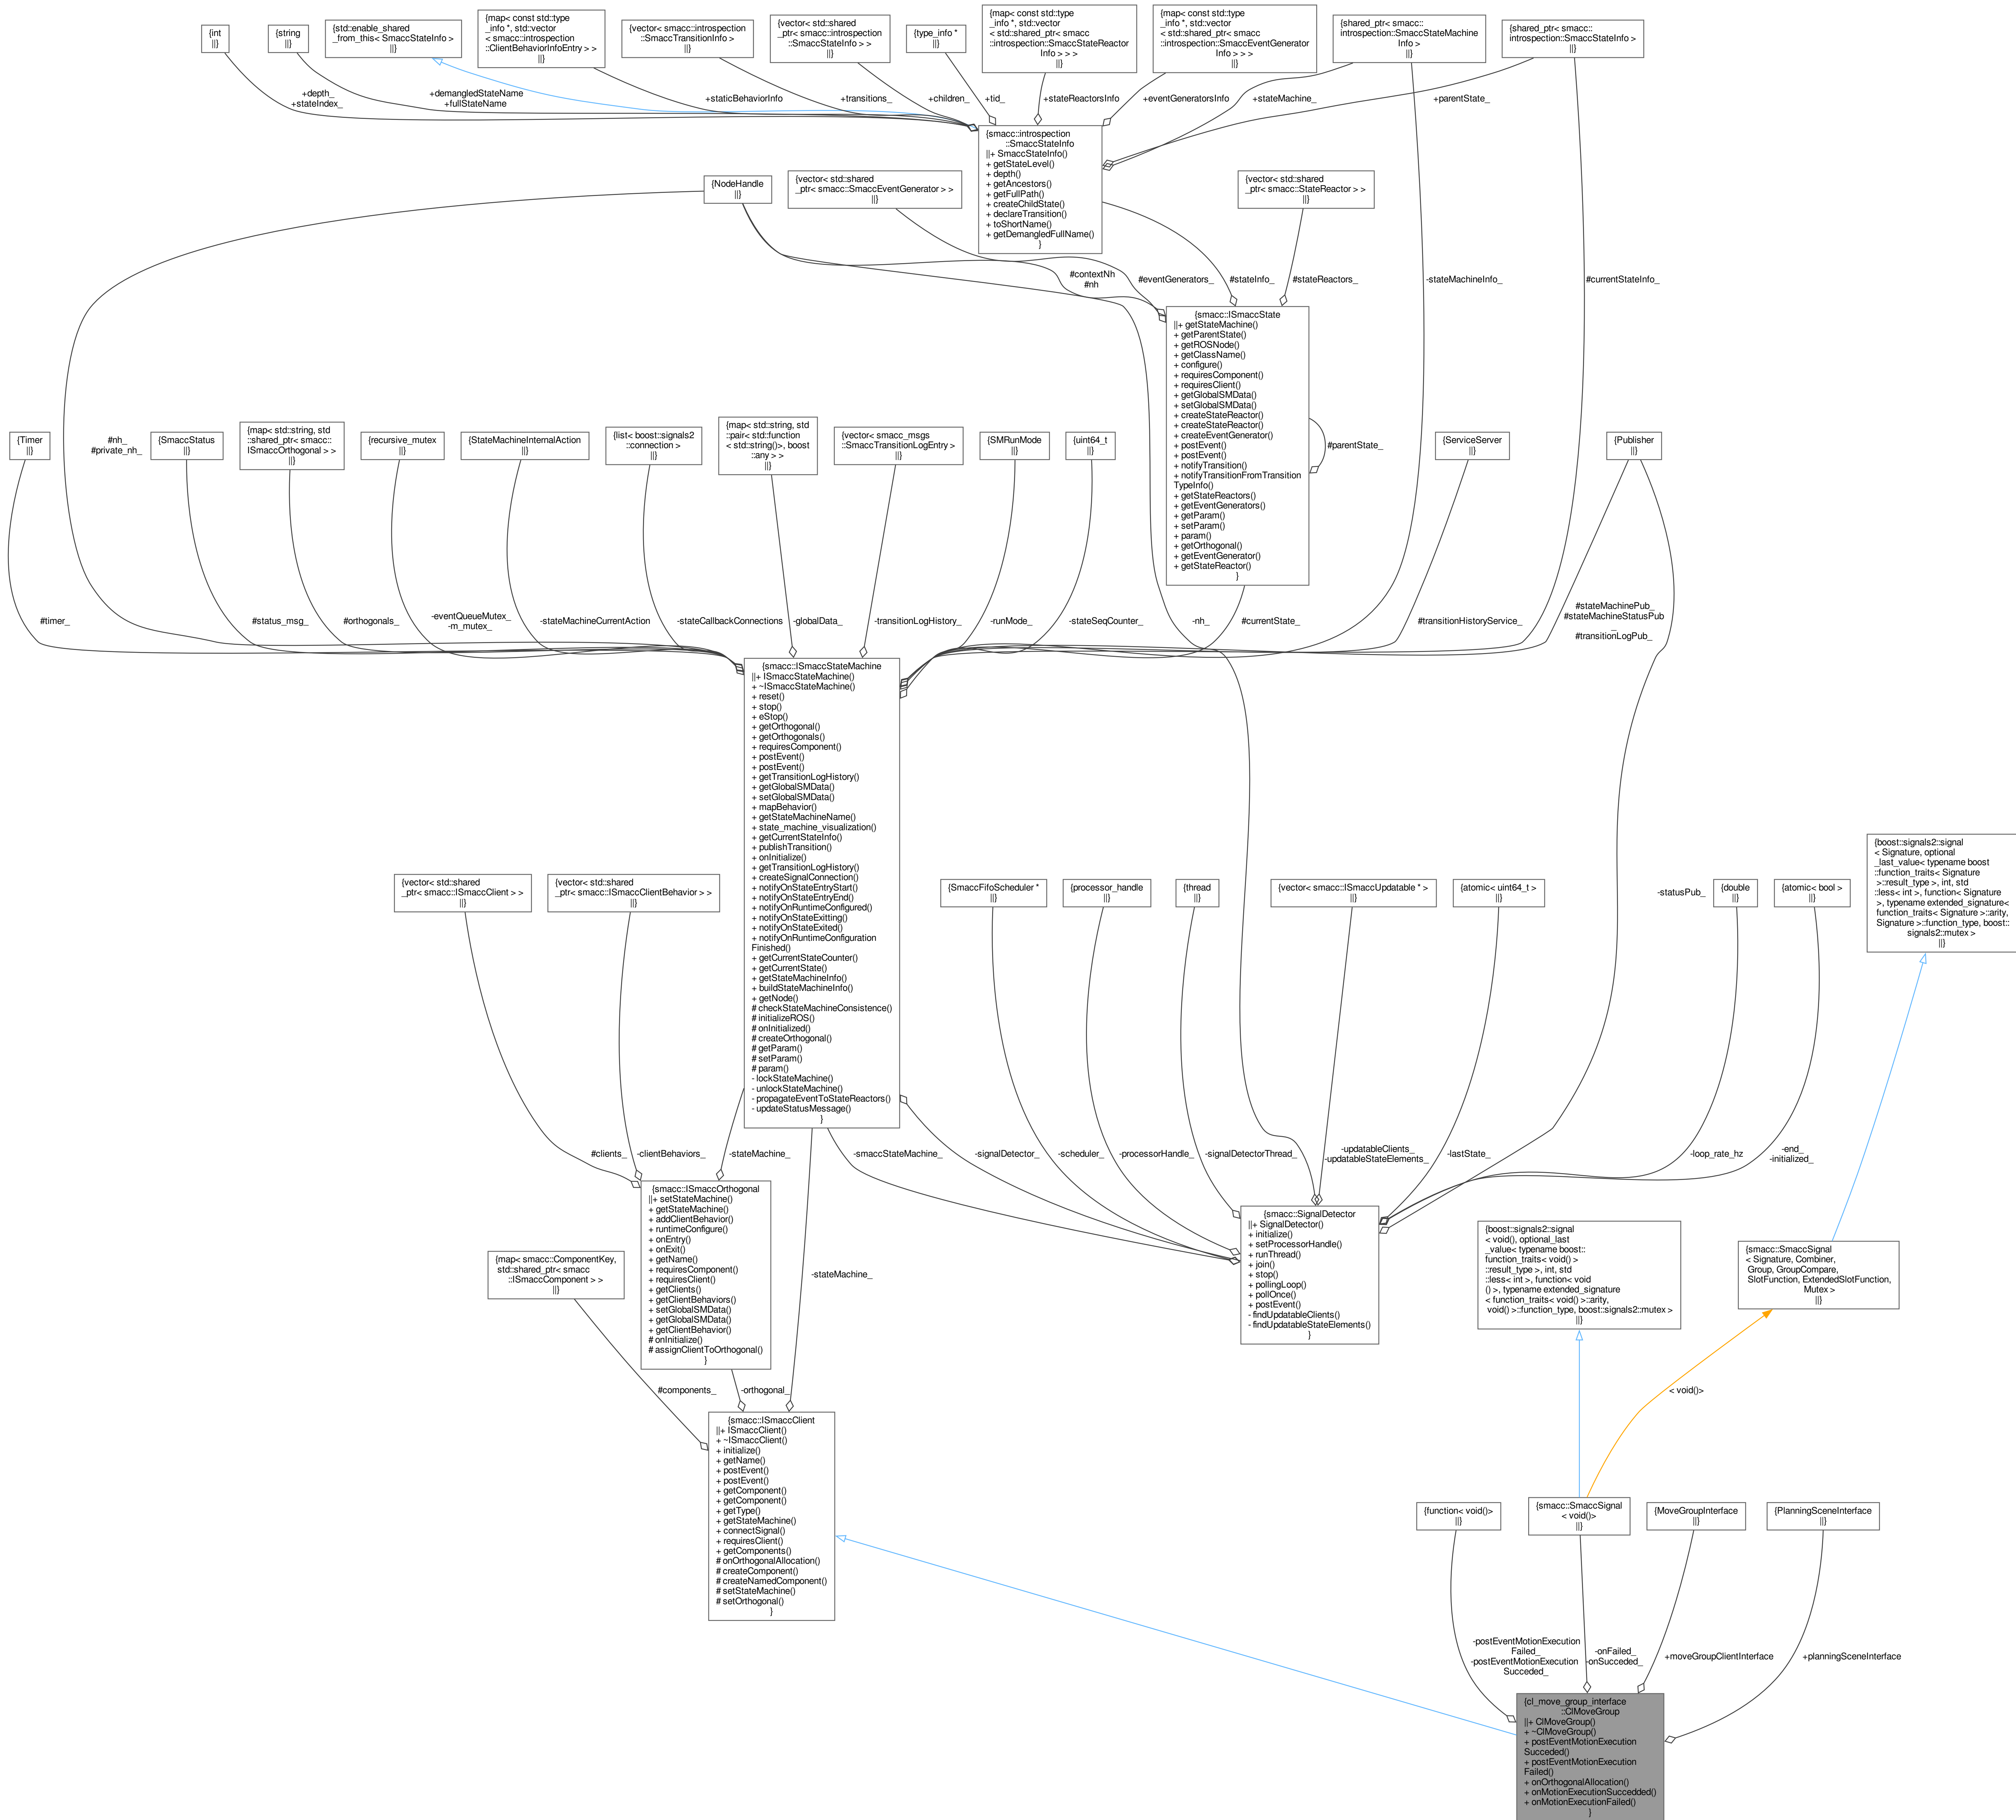 {int
||}
{string
||}
{std::enable_shared
_from_this< SmaccStateInfo >
||}
{map< const std::type
_info *, std::vector
< smacc::introspection
::ClientBehaviorInfoEntry > >
||}
{vector< smacc::introspection
::SmaccTransitionInfo >
||}
{vector< std::shared
_ptr< smacc::introspection
::SmaccStateInfo > >
||}
{type_info *
||}
{map< const std::type
_info *, std::vector
< std::shared_ptr< smacc
::introspection::SmaccStateReactor
Info > > >
||}
{map< const std::type
_info *, std::vector
< std::shared_ptr< smacc
::introspection::SmaccEventGenerator
Info > > >
||}
{shared_ptr< smacc::
introspection::SmaccStateMachine
Info >
||}
{shared_ptr< smacc::
introspection::SmaccStateInfo >
||}
+depth_
+stateIndex_
+demangledStateName
+fullStateName
+staticBehaviorInfo
+transitions_
+children_
+tid_
+stateReactorsInfo
+eventGeneratorsInfo
+stateMachine_
+parentState_
{smacc::introspection
::SmaccStateInfo
||+ SmaccStateInfo()
+ getStateLevel()
+ depth()
+ getAncestors()
+ getFullPath()
+ createChildState()
+ declareTransition()
+ toShortName()
+ getDemangledFullName()
}
{NodeHandle
||}
{vector< std::shared
_ptr< smacc::SmaccEventGenerator > >
||}
{vector< std::shared
_ptr< smacc::StateReactor > >
||}
#contextNh
#nh
#eventGenerators_
#stateInfo_
#stateReactors_
-stateMachineInfo_
#currentStateInfo_
{smacc::ISmaccState
||+ getStateMachine()
+ getParentState()
+ getROSNode()
+ getClassName()
+ configure()
+ requiresComponent()
+ requiresClient()
+ getGlobalSMData()
+ setGlobalSMData()
+ createStateReactor()
+ createStateReactor()
+ createEventGenerator()
+ postEvent()
+ postEvent()
+ notifyTransition()
+ notifyTransitionFromTransition
TypeInfo()
+ getStateReactors()
+ getEventGenerators()
+ getParam()
+ setParam()
+ param()
+ getOrthogonal()
+ getEventGenerator()
+ getStateReactor()
}
#parentState_
{Timer
||}
#nh_
#private_nh_
{SmaccStatus
||}
{map< std::string, std
::shared_ptr< smacc::
ISmaccOrthogonal > >
||}
{recursive_mutex
||}
{StateMachineInternalAction
||}
{list< boost::signals2
::connection >
||}
{map< std::string, std
::pair< std::function
< std::string()>, boost
::any > >
||}
{vector< smacc_msgs
::SmaccTransitionLogEntry >
||}
{SMRunMode
||}
{uint64_t
||}
{ServiceServer
||}
{Publisher
||}
#timer_
#status_msg_
#orthogonals_
-eventQueueMutex_
-m_mutex_
-stateMachineCurrentAction
-stateCallbackConnections
-globalData_
-transitionLogHistory_
-runMode_
-stateSeqCounter_
-nh_
#currentState_
#transitionHistoryService_
#stateMachinePub_
#stateMachineStatusPub
_
#transitionLogPub_
{smacc::ISmaccStateMachine
||+ ISmaccStateMachine()
+ ~ISmaccStateMachine()
+ reset()
+ stop()
+ eStop()
+ getOrthogonal()
+ getOrthogonals()
+ requiresComponent()
+ postEvent()
+ postEvent()
+ getTransitionLogHistory()
+ getGlobalSMData()
+ setGlobalSMData()
+ mapBehavior()
+ getStateMachineName()
+ state_machine_visualization()
+ getCurrentStateInfo()
+ publishTransition()
+ onInitialize()
+ getTransitionLogHistory()
+ createSignalConnection()
+ notifyOnStateEntryStart()
+ notifyOnStateEntryEnd()
+ notifyOnRuntimeConfigured()
+ notifyOnStateExitting()
+ notifyOnStateExited()
+ notifyOnRuntimeConfiguration
Finished()
+ getCurrentStateCounter()
+ getCurrentState()
+ getStateMachineInfo()
+ buildStateMachineInfo()
+ getNode()
# checkStateMachineConsistence()
# initializeROS()
# onInitialized()
# createOrthogonal()
# getParam()
# setParam()
# param()
- lockStateMachine()
- unlockStateMachine()
- propagateEventToStateReactors()
- updateStatusMessage()
}
{vector< std::shared
_ptr< smacc::ISmaccClient > >
||}
{vector< std::shared
_ptr< smacc::ISmaccClientBehavior > >
||}
{SmaccFifoScheduler *
||}
{processor_handle
||}
{thread
||}
{vector< smacc::ISmaccUpdatable * >
||}
{atomic< uint64_t >
||}
-statusPub_
{double
||}
{atomic< bool >
||}
{boost::signals2::signal
< Signature, optional
_last_value< typename boost
::function_traits< Signature
>::result_type >, int, std
::less< int >, function< Signature
>, typename extended_signature<
function_traits< Signature >::arity,
Signature >::function_type, boost::
signals2::mutex >
||}
#clients_
-clientBehaviors_
-stateMachine_
-smaccStateMachine_
-signalDetector_
-scheduler_
-processorHandle_
-signalDetectorThread_
-updatableClients_
-updatableStateElements_
-lastState_
-loop_rate_hz
-end_
-initialized_
{smacc::ISmaccOrthogonal
||+ setStateMachine()
+ getStateMachine()
+ addClientBehavior()
+ runtimeConfigure()
+ onEntry()
+ onExit()
+ getName()
+ requiresComponent()
+ requiresClient()
+ getClients()
+ getClientBehaviors()
+ setGlobalSMData()
+ getGlobalSMData()
+ getClientBehavior()
# onInitialize()
# assignClientToOrthogonal()
}
{smacc::SignalDetector
||+ SignalDetector()
+ initialize()
+ setProcessorHandle()
+ runThread()
+ join()
+ stop()
+ pollingLoop()
+ pollOnce()
+ postEvent()
- findUpdatableClients()
- findUpdatableStateElements()
}
{boost::signals2::signal
< void(), optional_last
_value< typename boost::
function_traits< void() >
::result_type >, int, std
::less< int >, function< void
() >, typename extended_signature
< function_traits< void() >::arity,
void() >::function_type, boost::signals2::mutex >
||}
{smacc::SmaccSignal
< Signature, Combiner,
Group, GroupCompare,
SlotFunction, ExtendedSlotFunction,
Mutex >
||}
{map< smacc::ComponentKey,
std::shared_ptr< smacc
::ISmaccComponent > >
||}
-stateMachine_
#components_
-orthogonal_
< void()>
{smacc::ISmaccClient
||+ ISmaccClient()
+ ~ISmaccClient()
+ initialize()
+ getName()
+ postEvent()
+ postEvent()
+ getComponent()
+ getComponent()
+ getType()
+ getStateMachine()
+ connectSignal()
+ requiresClient()
+ getComponents()
# onOrthogonalAllocation()
# createComponent()
# createNamedComponent()
# setStateMachine()
# setOrthogonal()
}
{function< void()>
||}
{smacc::SmaccSignal
< void()>
||}
{MoveGroupInterface
||}
{PlanningSceneInterface
||}
-postEventMotionExecution
Failed_
-postEventMotionExecution
Succeded_
-onFailed_
-onSucceded_
+moveGroupClientInterface
+planningSceneInterface
{cl_move_group_interface
::ClMoveGroup
||+ ClMoveGroup()
+ ~ClMoveGroup()
+ postEventMotionExecution
Succeded()
+ postEventMotionExecution
Failed()
+ onOrthogonalAllocation()
+ onMotionExecutionSuccedded()
+ onMotionExecutionFailed()
}